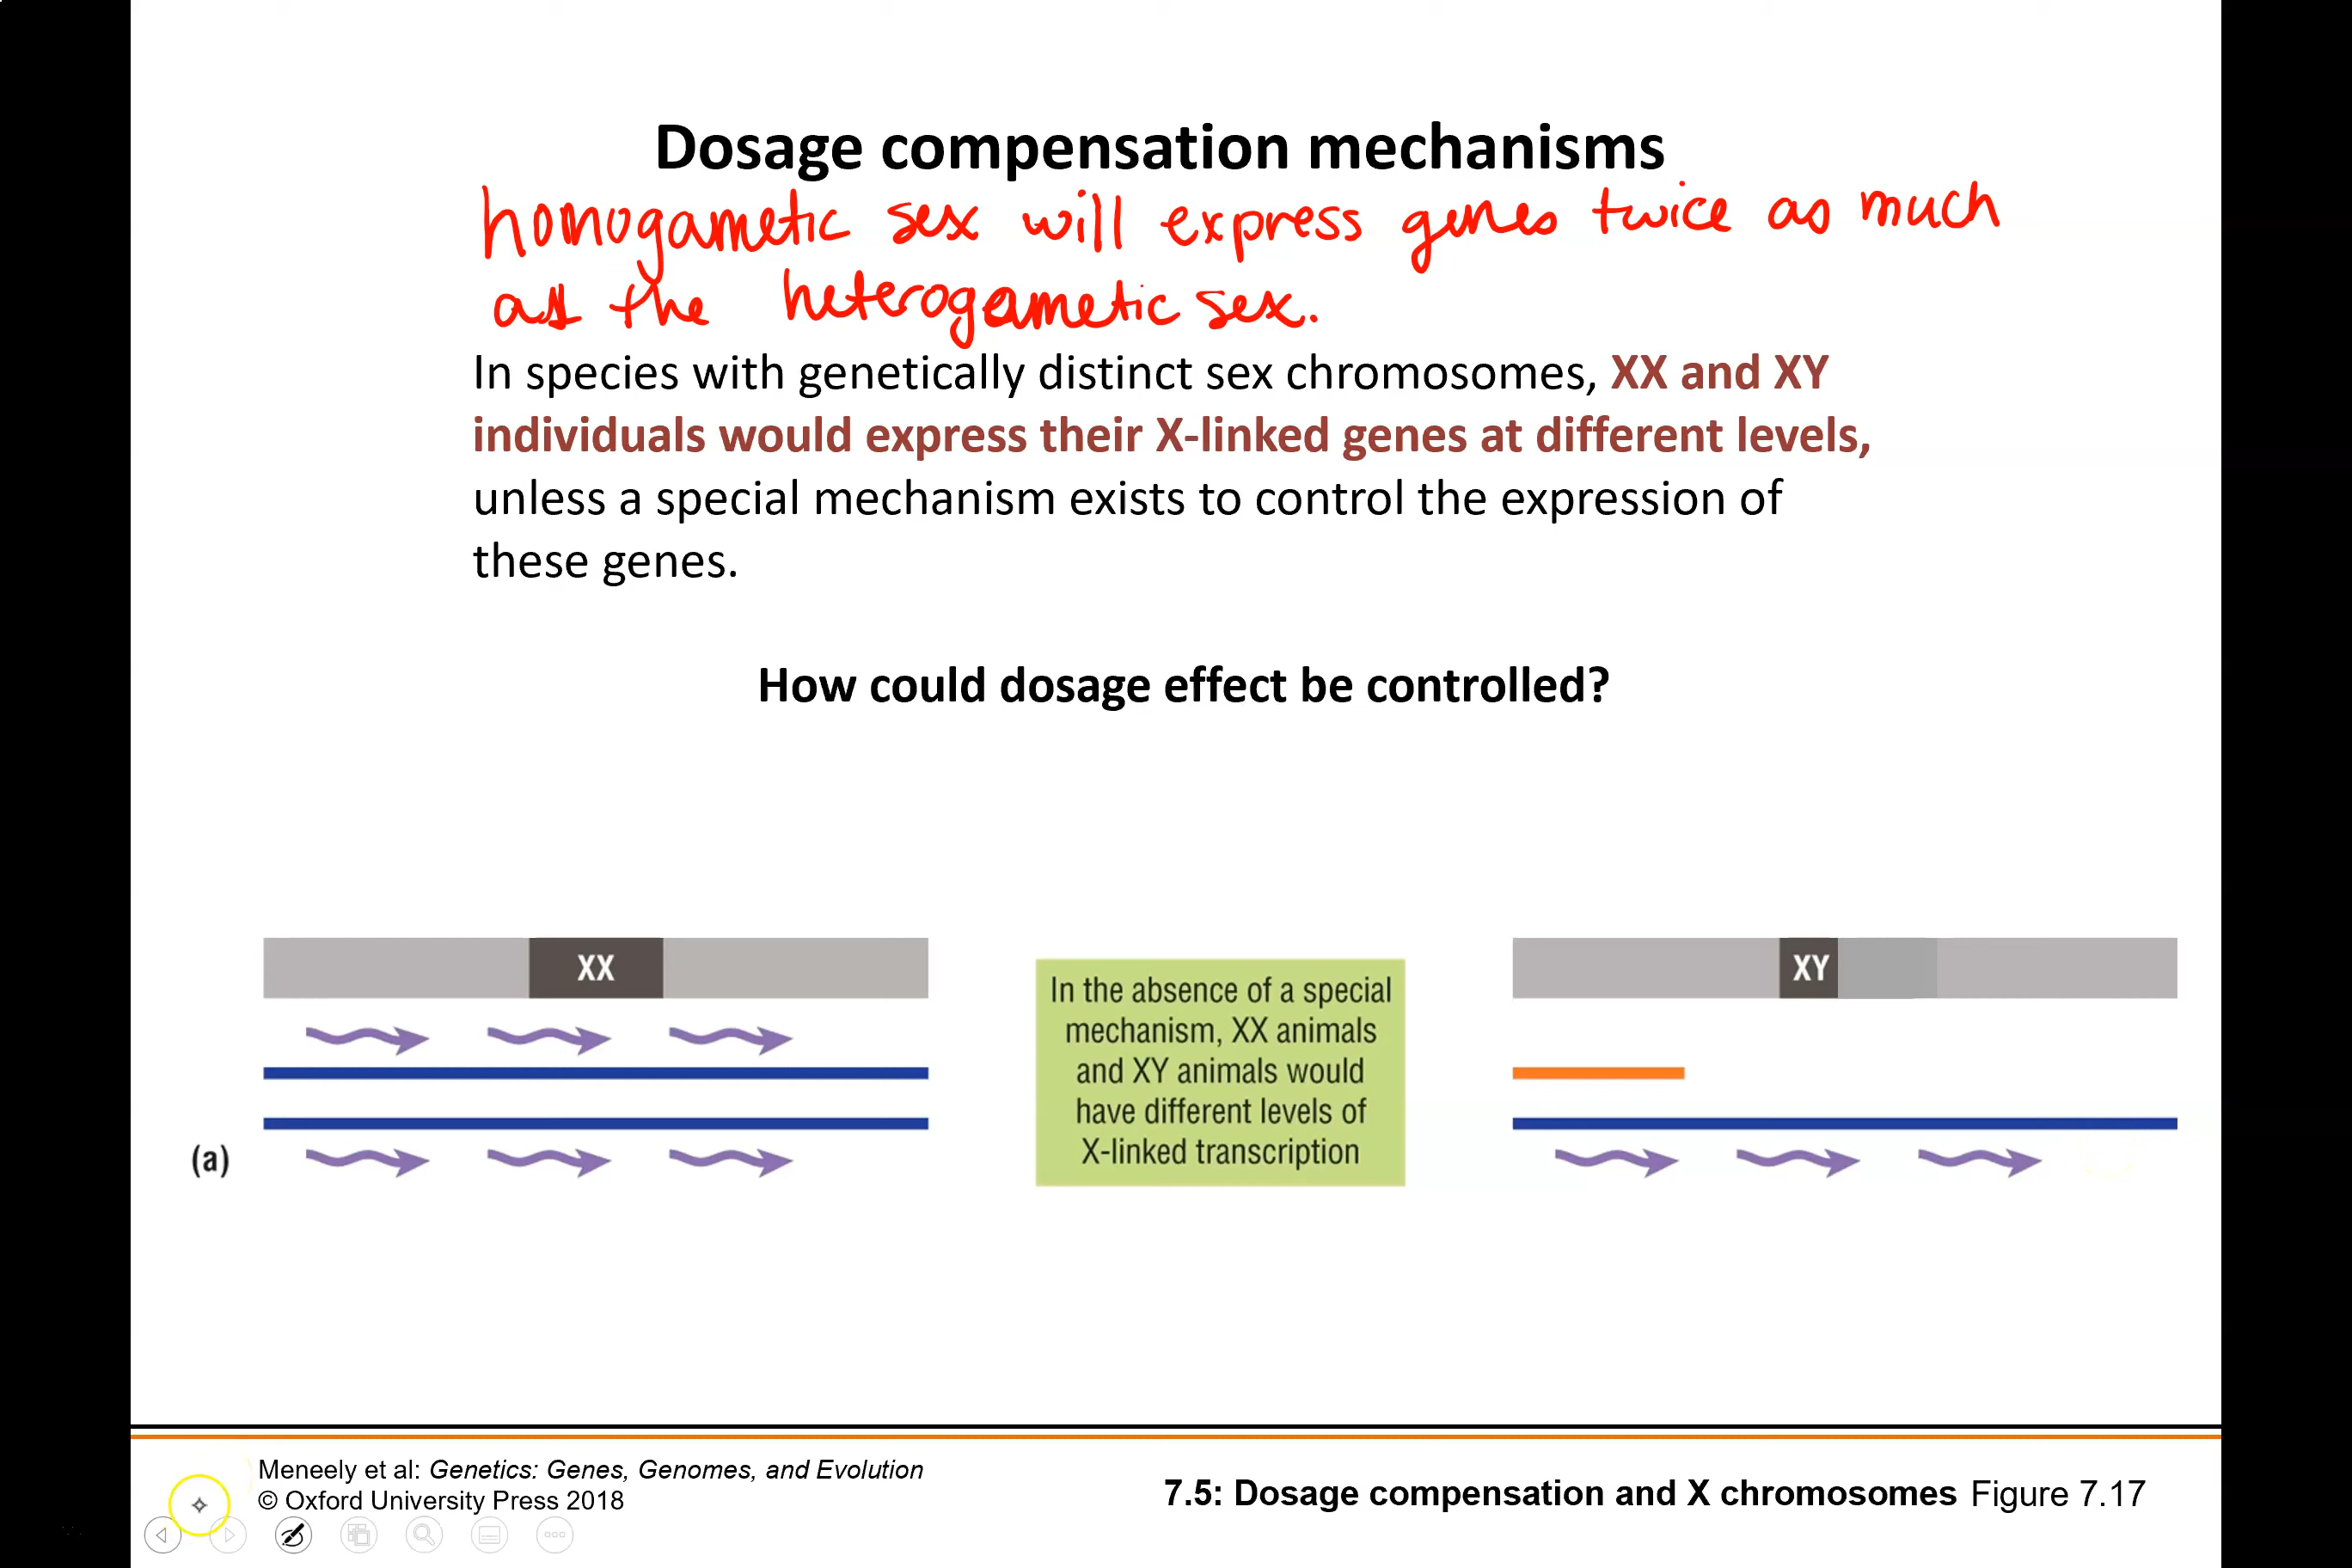 Dosage compensation mechanisms
homogametic sex will express genes twice as much
as the heterogametic sex.
In species with genetically distinct sex chromosomes, XX and XY
individuals would express their X-linked genes at different levels,
unless a special mechanism exists to control the expression of
these genes.
How could dosage effect be controlled?
XX
In the absence of a special
mechanism, XX animals
and XY animals would
have different levels of
X-linked transcription
XY
(a)
Meneely et al: Genetics: Genes, Genomes, and Evolution
© Oxford University Press 2018
7.5: Dosage compensation and X chromosomes Figure 7.17